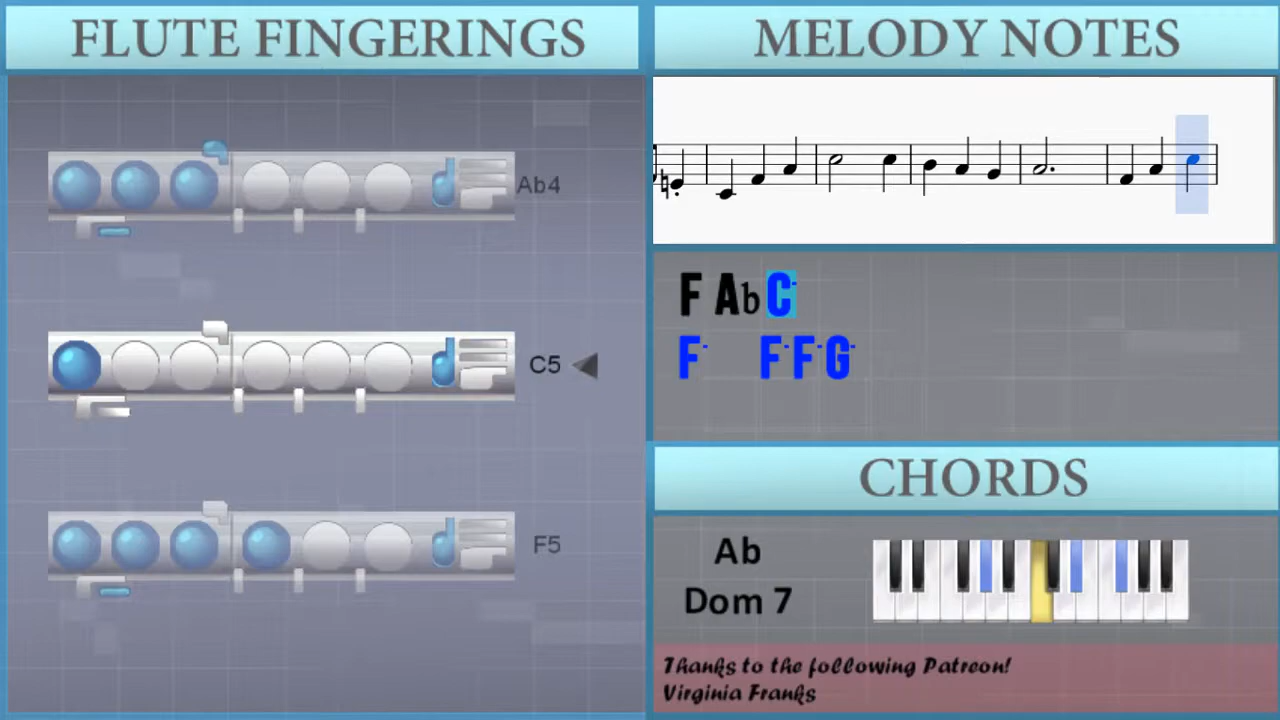 FLUTE FINGERINGS
Ab4
C5
F5
MELODY NOTES
F Ab C-
F- F- F- G-
CHORDS
Ab
Dom 7
Thanks to the following Patreon!
Virginia Franks